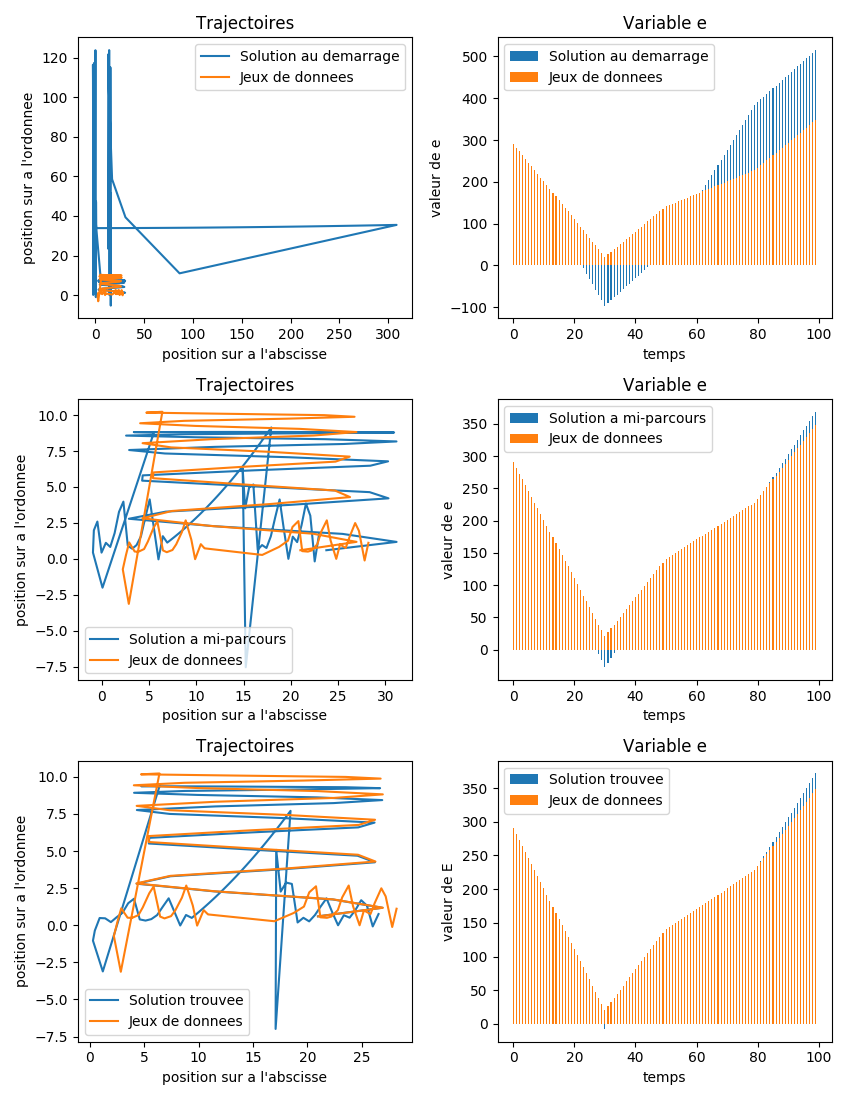 Trajectoires
Variable e
Solution au demarrage
Jeux de donnees
Solution au demarrage
Jeux de donnees
position sur a l'ordonnee
120
100
80
60
40
20
0
0
50
100
150
200
250
300
position sur a l'abscisse
valeur de e
500
400
300
200
100
0
−100
0
20
40
60
80
100
temps
Trajectoires
Variable e
Solution a mi-parcours
Jeux de donnees
position sur a l'ordonnee
10.0
7.5
5.0
2.5
0.0
−2.5
−5.0
−7.5
Solution a mi-parcours
Jeux de donnees
0
5
10
15
20
25
30
position sur a l'abscisse
valeur de e
350
300
250
200
150
100
50
0
0
20
40
60
80
100
temps
Trajectoires
Variable e
Solution trouvee
Jeux de donnees
position sur a l'ordonnee
10.0
7.5
5.0
2.5
0.0
−2.5
−5.0
−7.5
Solution trouvee
Jeux de donnees
0
5
10
15
20
25
position sur a l'abscisse
valeur de E
350
300
250
200
150
100
50
0
0
20
40
60
80
100
temps